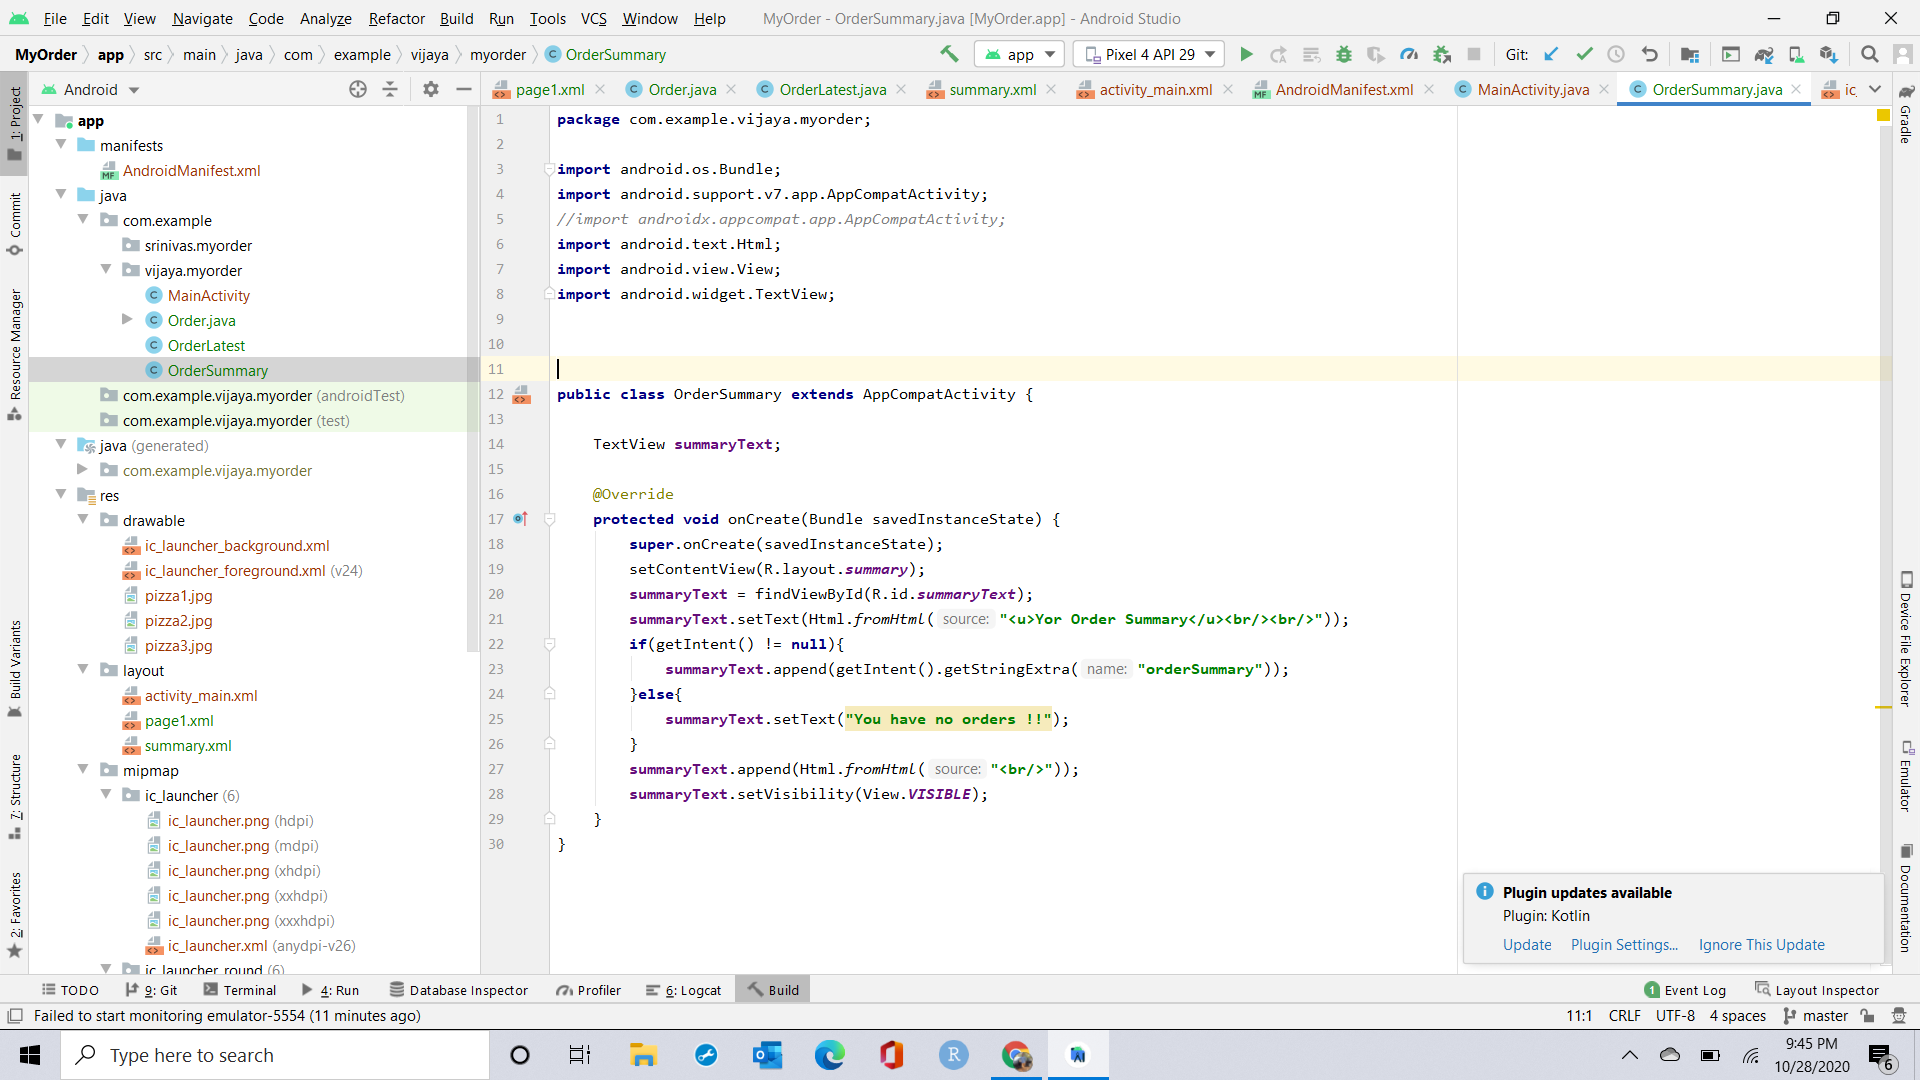 File Edit View Navigate Code Analyze Refactor Build Run Tools VCS Window Help MyOrder - OrderSummary.java [MyOrder.app] - Android Studio
MyOrder app src main java com example vijaya myorder OrderSummary app Pixel 4 API 29 Git:
Android
page1.xml Order.java OrderLatest.java summary.xml activity_main.xml AndroidManifest.xml MainActivity.java OrderSummary.java ic
1: Project
Commit
Resource Manager
Build Variants
7: Structure
2: Favorites
app
manifests
AndroidManifest.xml
java
com.example
srinivas.myorder
vijaya.myorder
MainActivity
Order.java
OrderLatest
OrderSummary
com.example.vijaya.myorder (androidTest)
com.example.vijaya.myorder (test)
java (generated)
com.example.vijaya.myorder
res
drawable
ic_launcher_background.xml
ic_launcher_foreground.xml (v24)
pizza1.jpg
pizza2.jpg
pizza3.jpg
layout
activity_main.xml
page1.xml
summary.xml
mipmap
ic_launcher (6)
ic_launcher.png (hdpi)
ic_launcher.png (mdpi)
ic_launcher.png (xhdpi)
ic_launcher.png (xxhdpi)
ic_launcher.png (xxxhdpi)
ic_launcher.xml (anydpi-v26)
ic_launcher_round (6)
1 package com.example.vijaya.myorder;
2
3 import android.os.Bundle;
4 import android.support.v7.app.AppCompatActivity;
5 //import androidx.appcompat.app.AppCompatActivity;
6 import android.text.Html;
7 import android.view.View;
8 import android.widget.TextView;
9
10
11
12 public class OrderSummary extends AppCompatActivity {
13
14 TextView summaryText;
15
16 @Override
17 protected void onCreate(Bundle savedInstanceState) {
18 super.onCreate(savedInstanceState);
19 setContentView(R.layout.summary);
20 summaryText = findViewById(R.id.summaryText);
21 summaryText.setText(Html.fromHtml( source: "<u>Yor Order Summary</u><br/><br/>"));
22 if(getIntent() != null){
23 summaryText.append(getIntent().getStringExtra( name: "orderSummary"));
24 }else{
25 summaryText.setText("You have no orders !!");
26 }
27 summaryText.append(Html.fromHtml( source: "<br/>"));
28 summaryText.setVisibility(View.VISIBLE);
29 }
30 }
Gradle
Device File Explorer
Emulator
Documentation
Plugin updates available
Plugin: Kotlin
Update Plugin Settings... Ignore This Update
TODO 9: Git Terminal 4: Run Database Inspector Profiler 6: Logcat Build 1 Event Log Layout Inspector
Failed to start monitoring emulator-5554 (11 minutes ago) 11:1 CRLF UTF-8 4 spaces master
Type here to search R 9:45 PM
10/28/2020 6